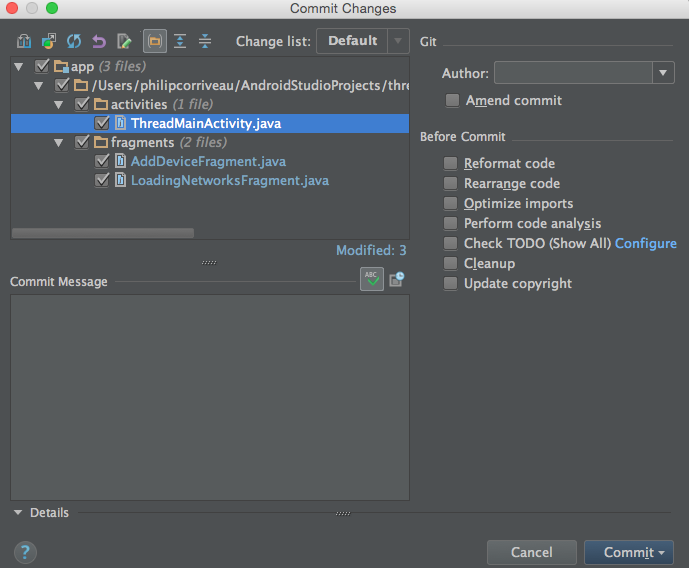 Commit Changes
Change list: Default
app (3 files)
/Users/philipcorriveau/AndroidStudioProjects/thre
activities (1 file)
ThreadMainActivity.java
fragments (2 files)
AddDeviceFragment.java
LoadingNetworksFragment.java
Modified: 3
Commit Message
ABC
Details
Git
Author:
Amend commit
Before Commit
Reformat code
Rearrange code
Optimize imports
Perform code analysis
Check TODO (Show All) Configure
Cleanup
Update copyright
?
Cancel
Commit